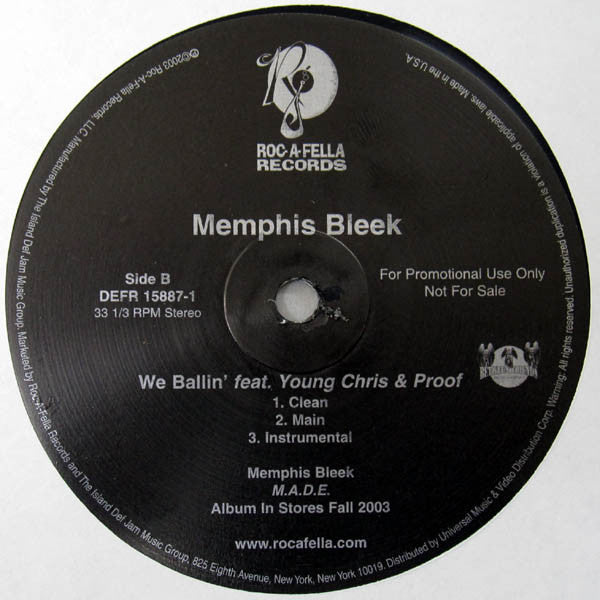 ROC-A-FELLA
RECORDS
Memphis Bleek
Side B
DEFR 15887-1
33 1/3 RPM Stereo
For Promotional Use Only
Not For Sale
We Ballin' feat. Young Chris & Proof
1. Clean
2. Main
3. Instrumental
Memphis Bleek
M.A.D.E.
Album In Stores Fall 2003
www.rocafella.com
℗©2003 Roc-A-Fella Records, LLC. Manufactured by The Island Def Jam Music Group. Marketed by Roc-A-Fella Records and The Island Def Jam Music Group, 825 Eighth Avenue, New York, New York 10019. Distributed by Universal Music & Video Distribution Corp. Warning: All rights reserved. Unauthorized duplication is a violation of applicable laws. Made in the U.S.A.